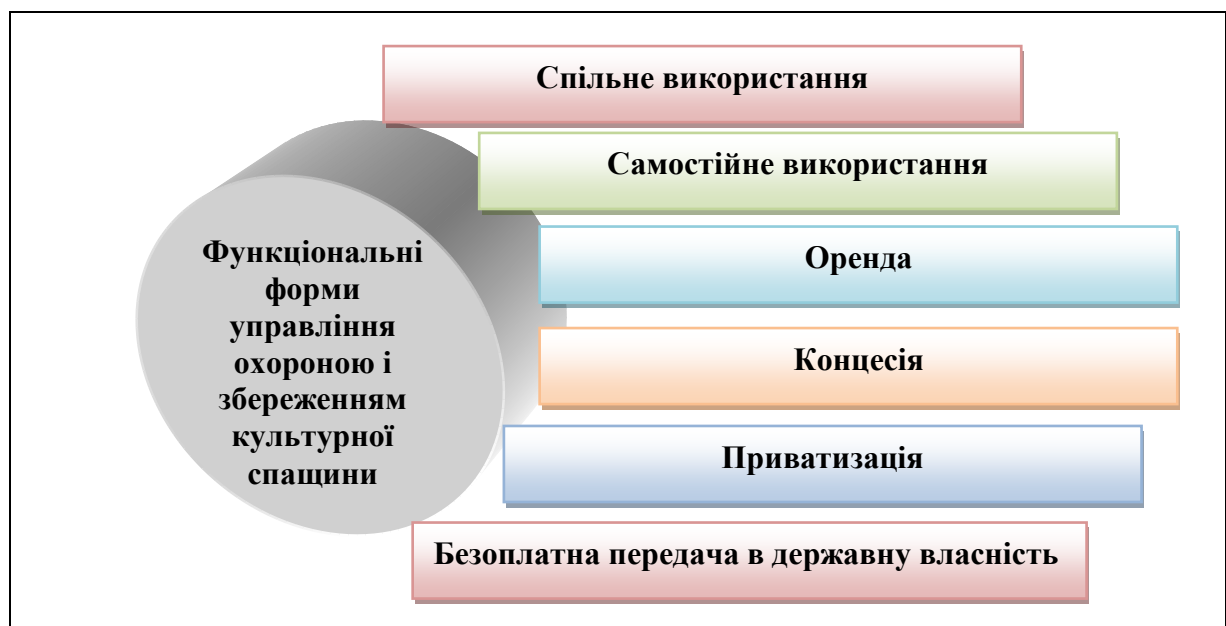 Спільне використання
Самостійне використання
Функціональні
форми
управління
охороною і
збереженням
культурної
спащини
Оренда
Концесія
Приватизація
Безоплатна передача в державну власність